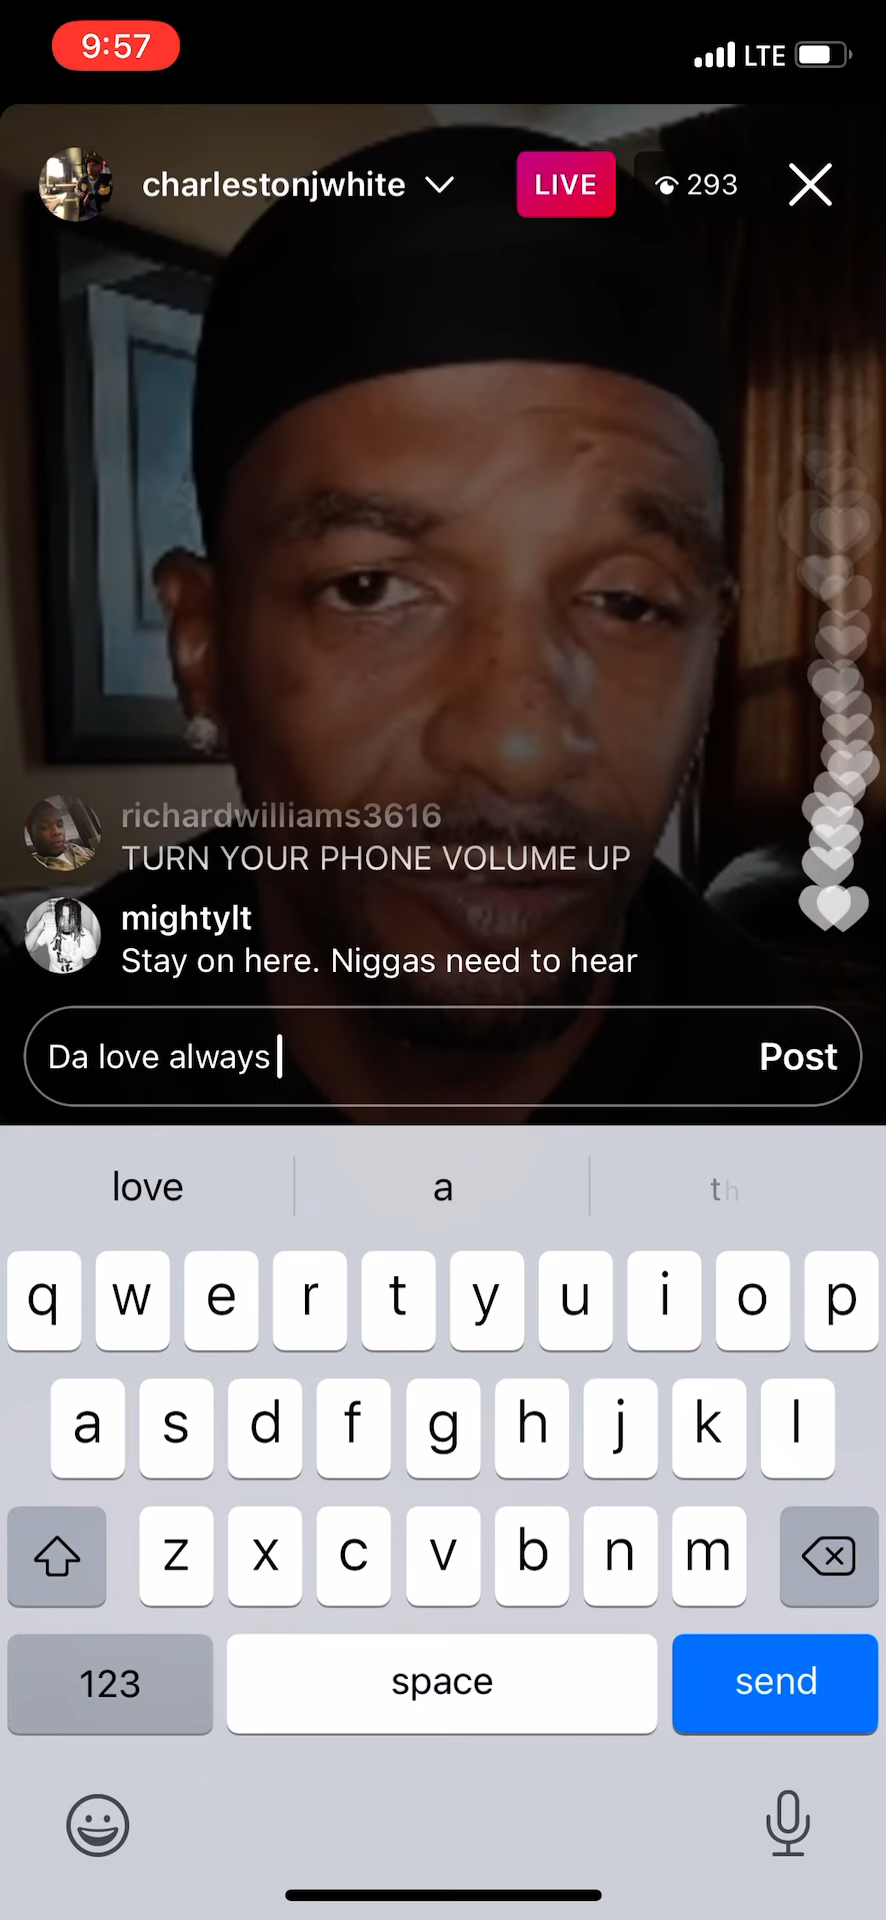 9:57 LTE
charlestonjwhite LIVE 293
richardwilliams3616
TURN YOUR PHONE VOLUME UP
mightylt
Stay on here. Niggas need to hear
Da love always Post
love a th
q w e r t y u i o p
a s d f g h j k l
z x c v b n m
123 space send